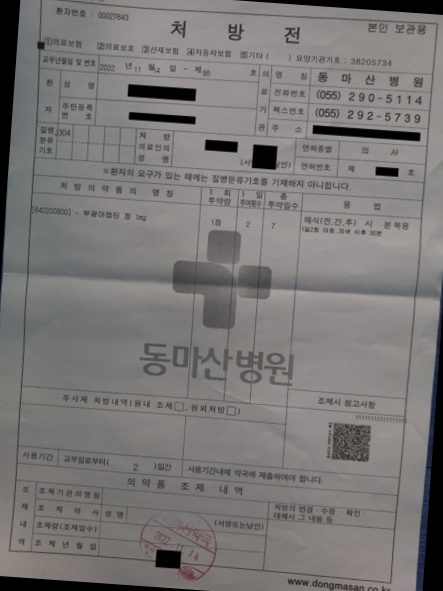 환자번호 : 00027643
처 방 전
본인 보관용
[1]의료보험 [2]의료보호 [3]산재보험 [4]자동차보험 [5]기타 ( ) 요양기관기호 : 38205734
교부년월일 및 번호 2022 년 11 월 14 일 - 제 95 호
환 자 성 명
주민등록 번 호
의 료 기 관
명 칭 동 마 산 병 원
전화번호 (055) 290-5114
팩스번호 (055) 292-5739
주 소
질병 분류 기호 J304
처 방 의료인의 성 명
면허종별 의 사
면허번호 제 호
※환자의 요구가 있는 때에는 질병분류기호를 기재하지 아니합니다.
처 방 의 약 품 의 명 칭
1 회 투약량
1 일 투여횟수
총 투약일수
용 법
[642200800] - 부광아젭틴 정 1mg
1정 2 7
매식(전,간,후) 시 분 복용
1일2회 아침,저녁 식후 30분
동마산병원
주사제 처방내역(원내 조제□, 원외처방□)
조제시 참고사항
사용기간 교부일로부터( 2 )일간
사용기간내에 약국에 제출하여야 합니다.
의 약 품 조 제 내 역
조 제 내 역
조제기관의명칭
조 제 약 사 성명
(서명또는날인)
조제량(조제일수)
조 제 년 월 일
처방의 변경 · 수정 · 확인 · 대체시 그 내용 등
2022. 11. 14
www.dongmasan.co.kr